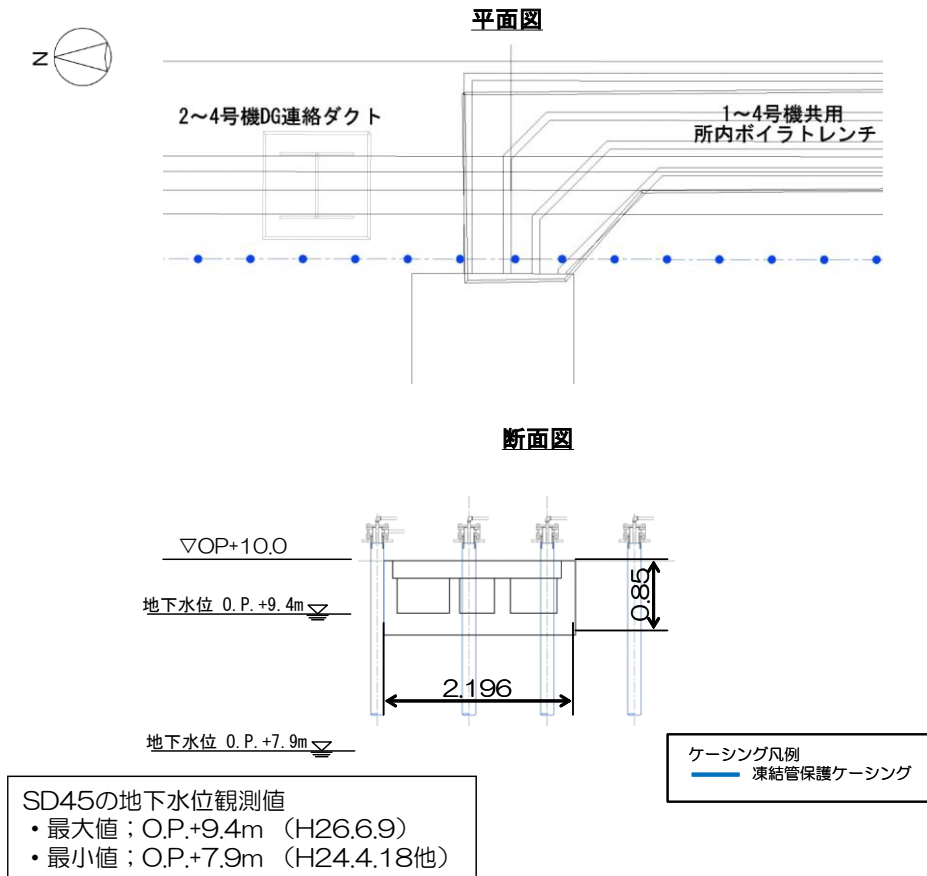 平面図
N
2～4号機DG連絡ダクト
1～4号機共用
所内ボイラトレンチ
断面図
▽OP+10.0
地下水位 O.P.+9.4m
0.85
2.196
地下水位 O.P.+7.9m
ケーシング凡例
凍結管保護ケーシング
SD45の地下水位観測値
・最大値；O.P.+9.4m （H26.6.9）
・最小値；O.P.+7.9m （H24.4.18他）